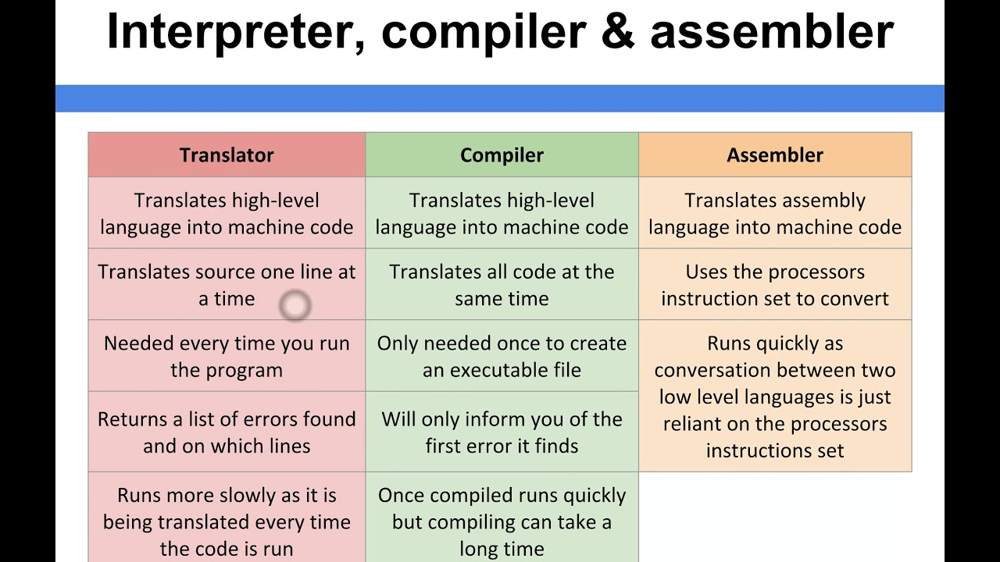 Interpreter, compiler & assembler
Translator
Compiler
Assembler
Translates high-level
language into machine code
Translates high-level
language into machine code
Translates assembly
language into machine code
Translates source one line at
a time
Translates all code at the
same time
Uses the processors
instruction set to convert
Needed every time you run
the program
Only needed once to create
an executable file
Runs quickly as
conversation between two
low level languages is just
reliant on the processors
instructions set
Returns a list of errors found
and on which lines
Will only inform you of the
first error it finds
Runs more slowly as it is
being translated every time
the code is run
Once compiled runs quickly
but compiling can take a
long time